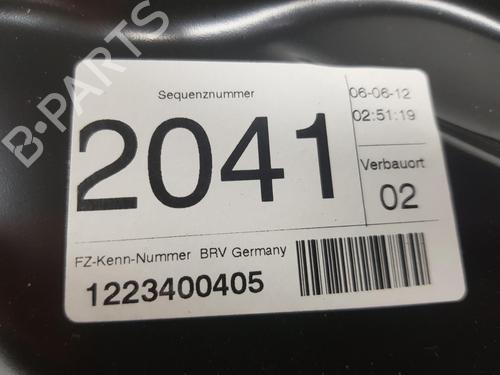 B-PARTS
Sequenznummer
2041
06-06-12
02:51:19
Verbauort
02
FZ-Kenn-Nummer BRV Germany
1223400405